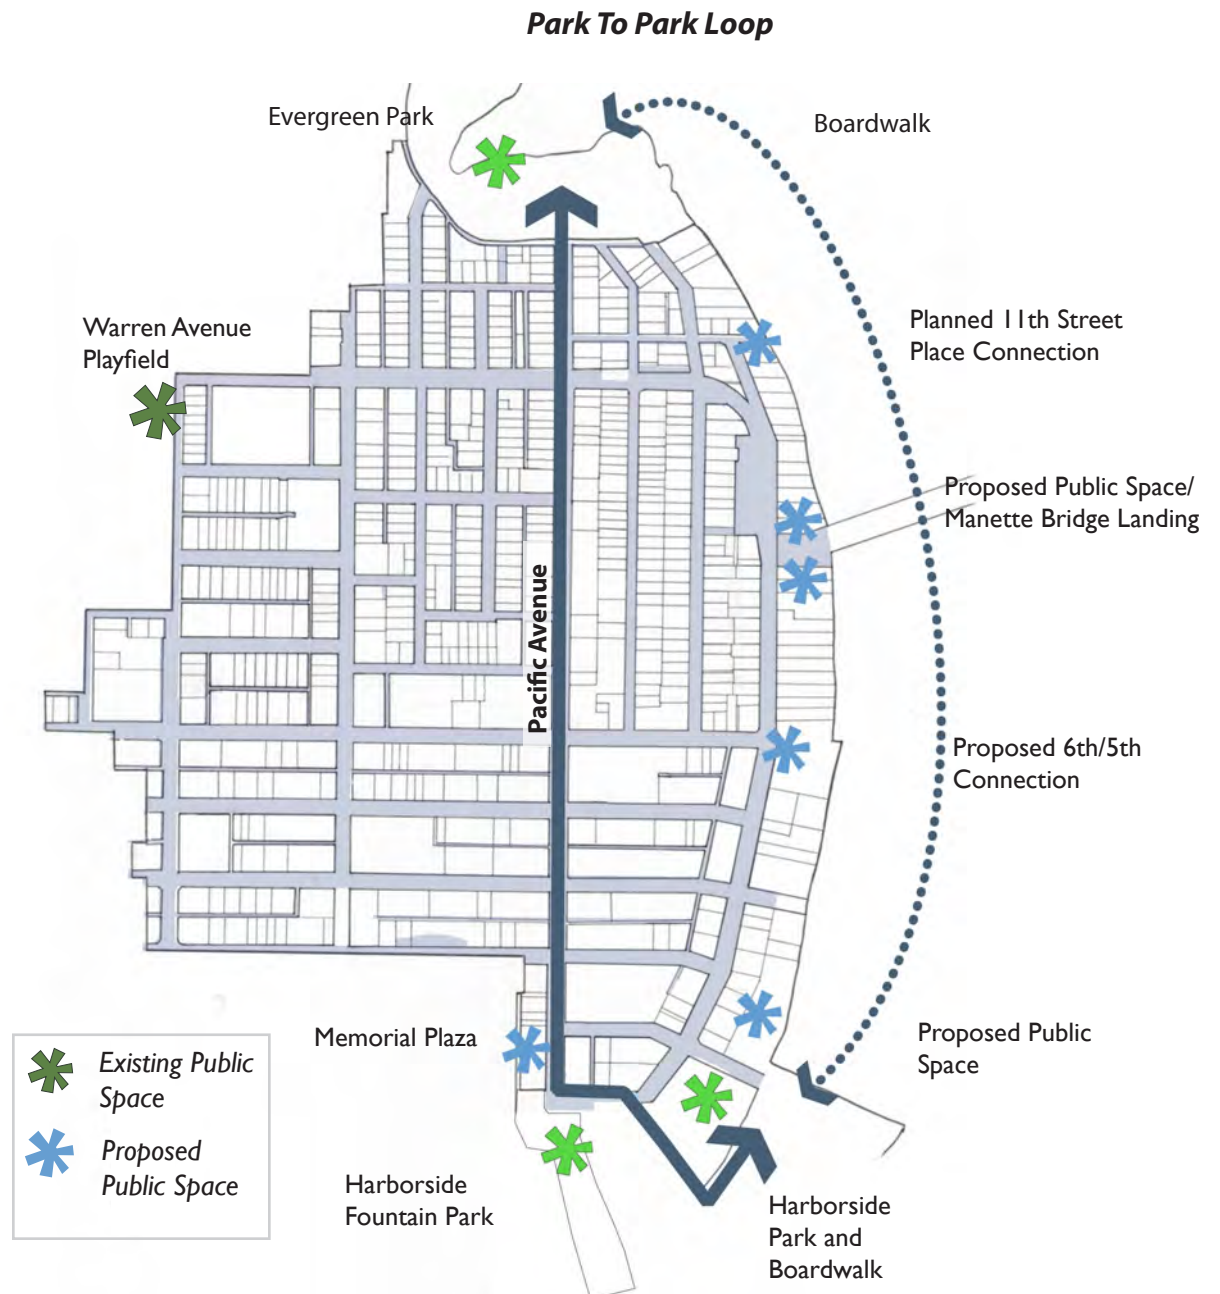 Park To Park Loop
Evergreen Park
Boardwalk
Warren Avenue
Playfield
Planned 11th Street
Place Connection
Proposed Public Space/
Manette Bridge Landing
Pacific Avenue
Proposed 6th/5th
Connection
Memorial Plaza
Proposed Public
Space
Existing Public
Space
Proposed
Public Space
Harborside
Fountain Park
Harborside
Park and
Boardwalk